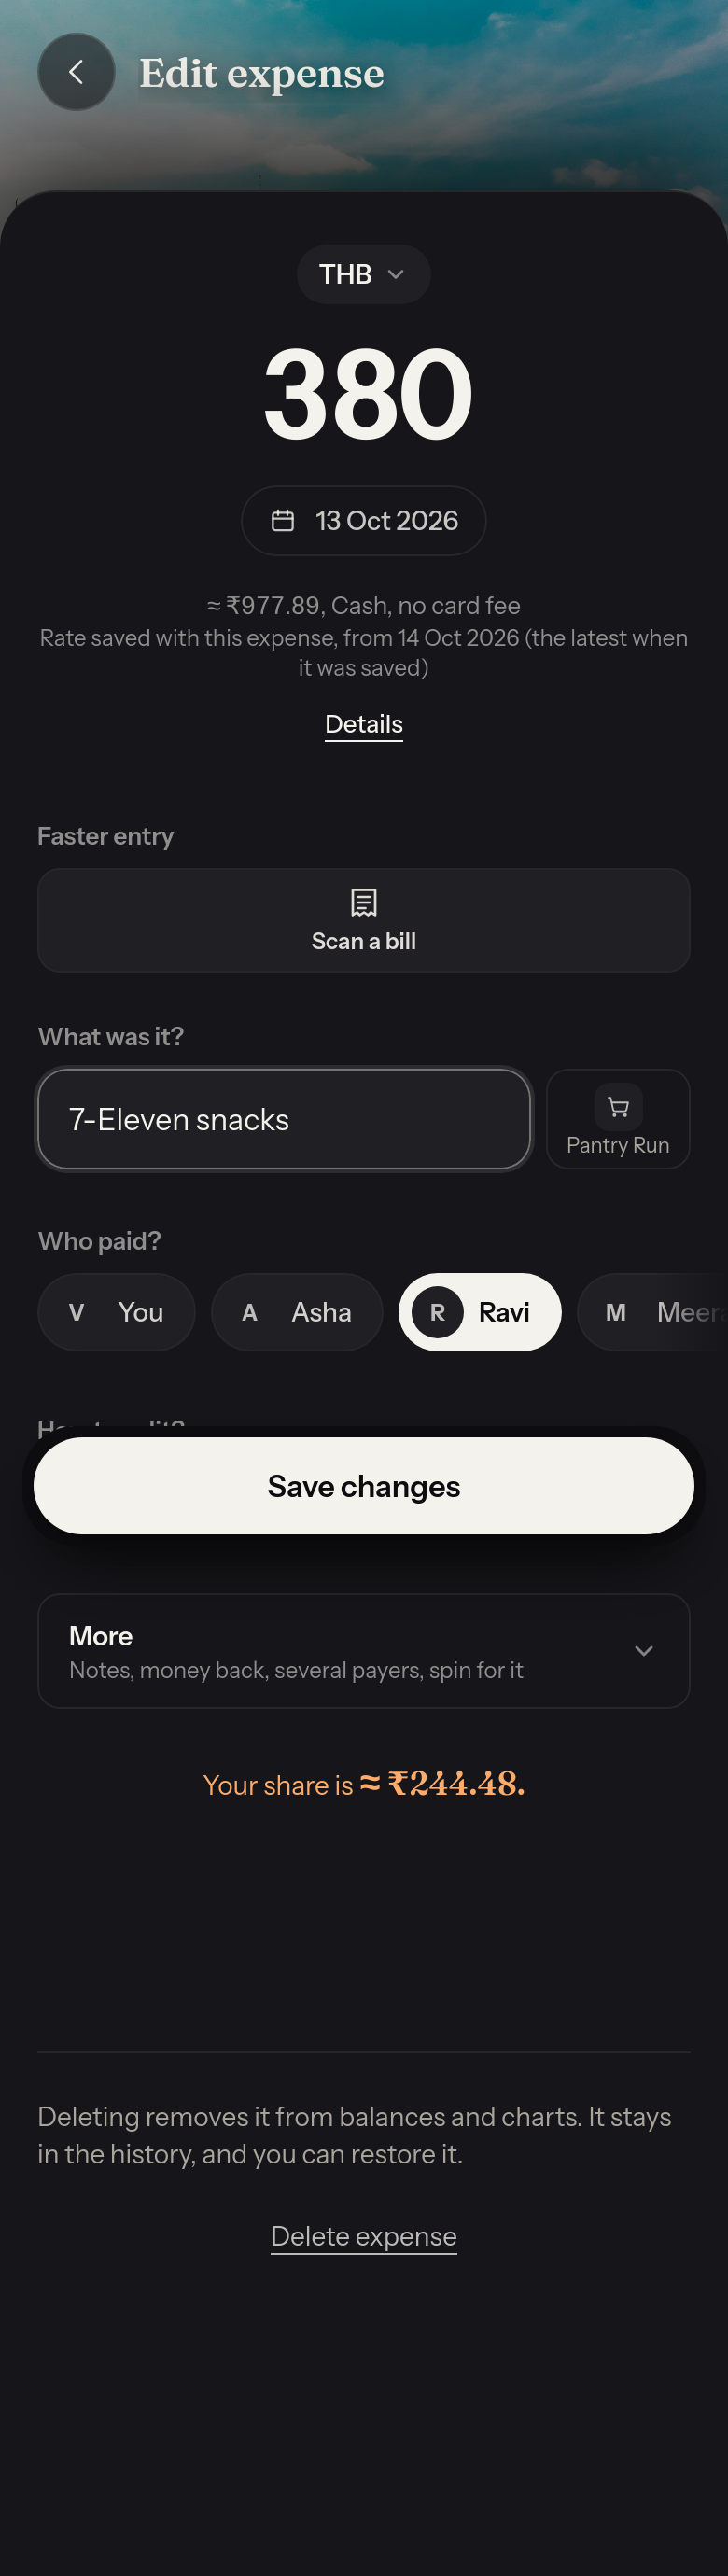 Edit expense
THB
380
13 Oct 2026
≈ ₹977.89, Cash, no card fee
Rate saved with this expense, from 14 Oct 2026 (the latest when
it was saved)
Details
Faster entry
Scan a bill
What was it?
7-Eleven snacks
Pantry Run
Who paid?
V You
A Asha
R Ravi
M
Save changes
More
Notes, money back, several payers, spin for it
Your share is ≈ ₹244.48.
Deleting removes it from balances and charts. It stays
in the history, and you can restore it.
Delete expense